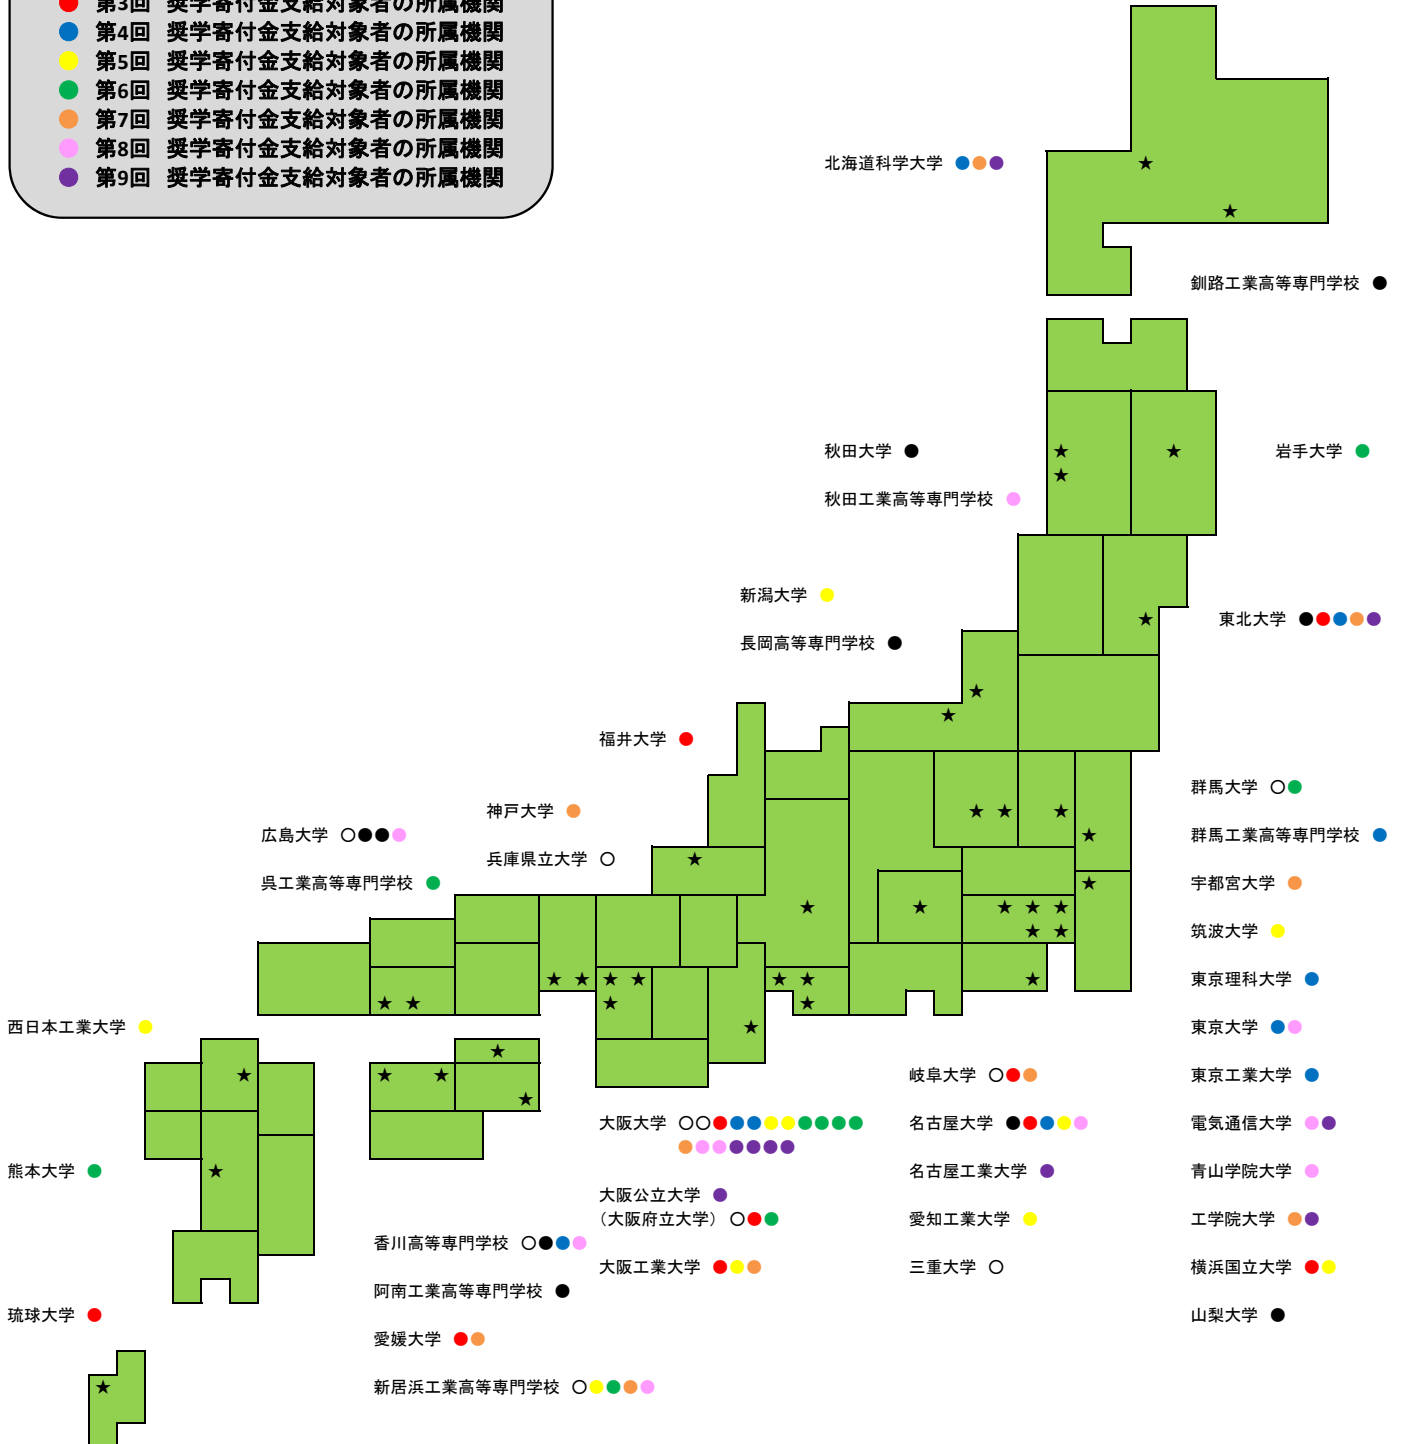 第3回 奨学寄付金支給対象者の所属機関
第4回 奨学寄付金支給対象者の所属機関
第5回 奨学寄付金支給対象者の所属機関
第6回 奨学寄付金支給対象者の所属機関
第7回 奨学寄付金支給対象者の所属機関
第8回 奨学寄付金支給対象者の所属機関
第9回 奨学寄付金支給対象者の所属機関
北海道科学大学
釧路工業高等専門学校
秋田大学
岩手大学
秋田工業高等専門学校
新潟大学
東北大学
長岡高等専門学校
福井大学
群馬大学
神戸大学
広島大学
群馬工業高等専門学校
兵庫県立大学
呉工業高等専門学校
宇都宮大学
筑波大学
東京理科大学
西日本工業大学
東京大学
岐阜大学
東京工業大学
大阪大学
名古屋大学
電気通信大学
熊本大学
名古屋工業大学
青山学院大学
大阪公立大学
（大阪府立大学）
愛知工業大学
工学院大学
香川高等専門学校
大阪工業大学
三重大学
横浜国立大学
阿南工業高等専門学校
琉球大学
山梨大学
愛媛大学
新居浜工業高等専門学校